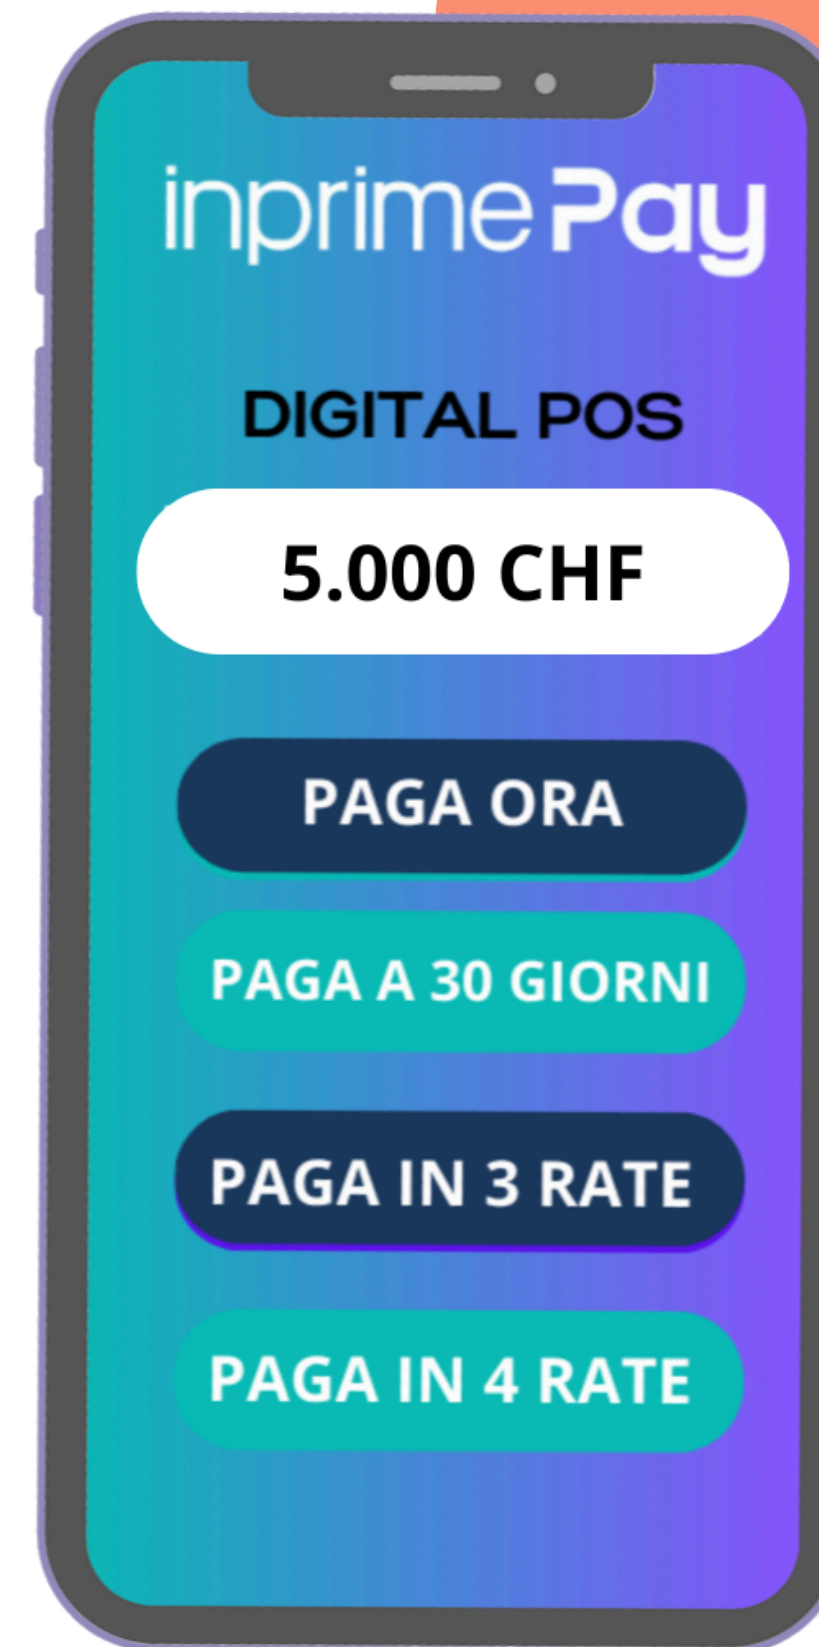 inprime Pay
DIGITAL POS
5.000 CHF
PAGA ORA
PAGA A 30 GIORNI
PAGA IN 3 RATE
PAGA IN 4 RATE